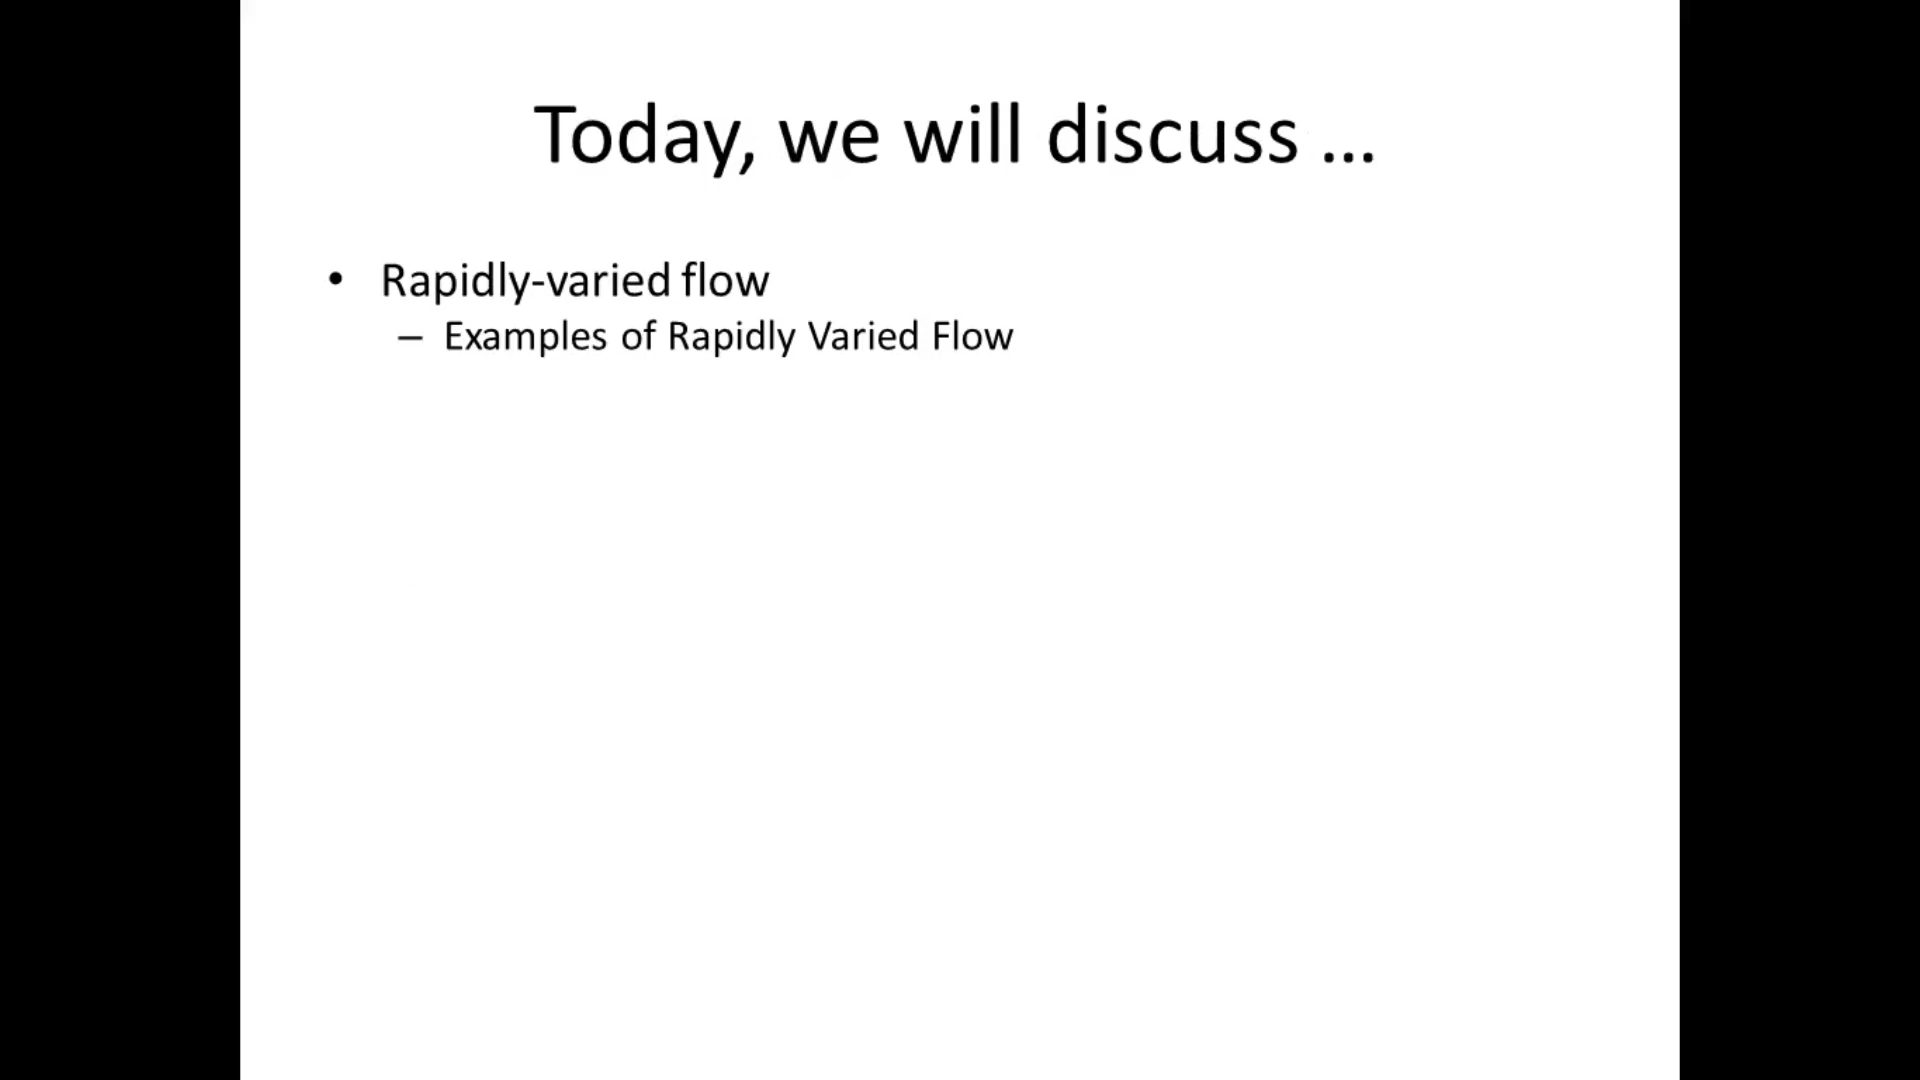 Today, we will discuss ...
• Rapidly-varied flow
– Examples of Rapidly Varied Flow